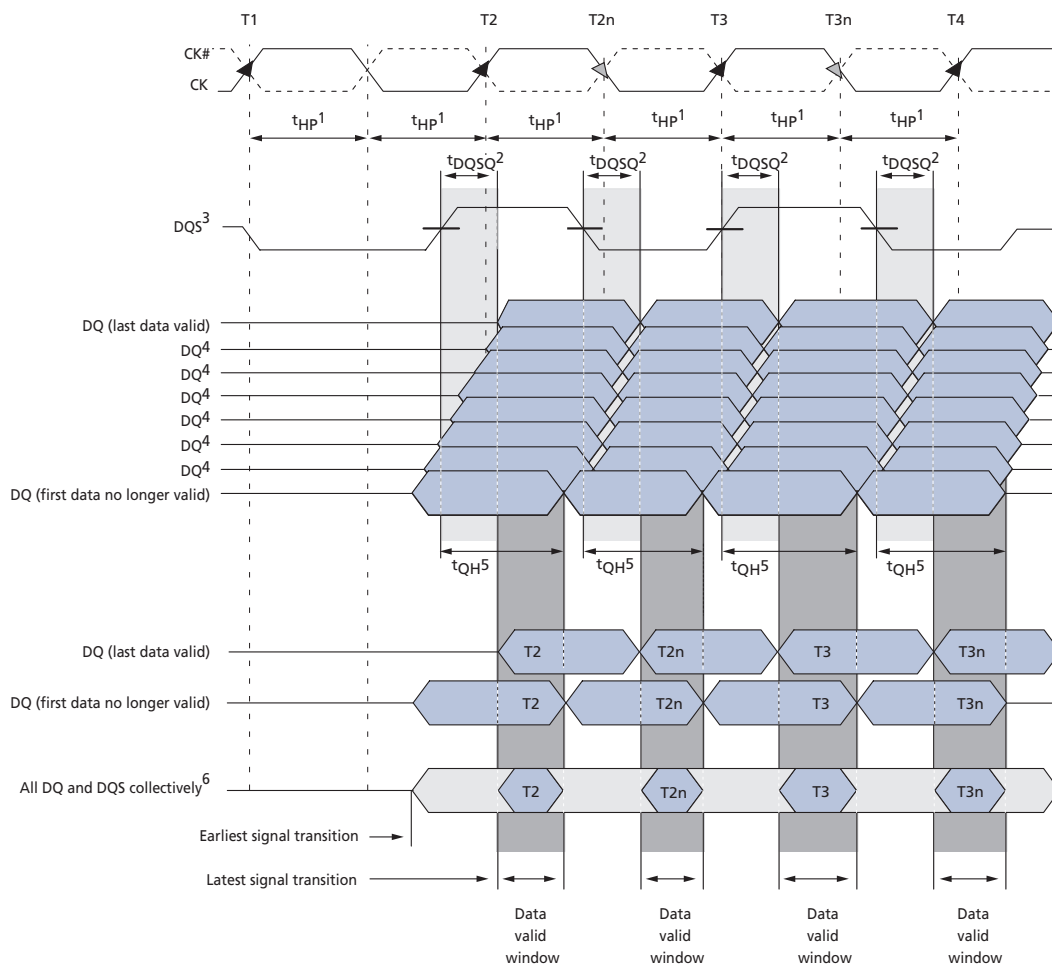 T1 T2 T2n T3 T3n T4
CK#
CK
tHP1 tHP1 tHP1 tHP1 tHP1 tHP1
tDQSQ2 tDQSQ2 tDQSQ2 tDQSQ2
DQS3
DQ (last data valid)
DQ4
DQ4
DQ4
DQ4
DQ4
DQ4
DQ (first data no longer valid)
tQH5 tQH5 tQH5 tQH5
DQ (last data valid) T2 T2n T3 T3n
DQ (first data no longer valid) T2 T2n T3 T3n
All DQ and DQS collectively6 T2 T2n T3 T3n
Earliest signal transition
Latest signal transition
Data Data Data Data
valid valid valid valid
window window window window